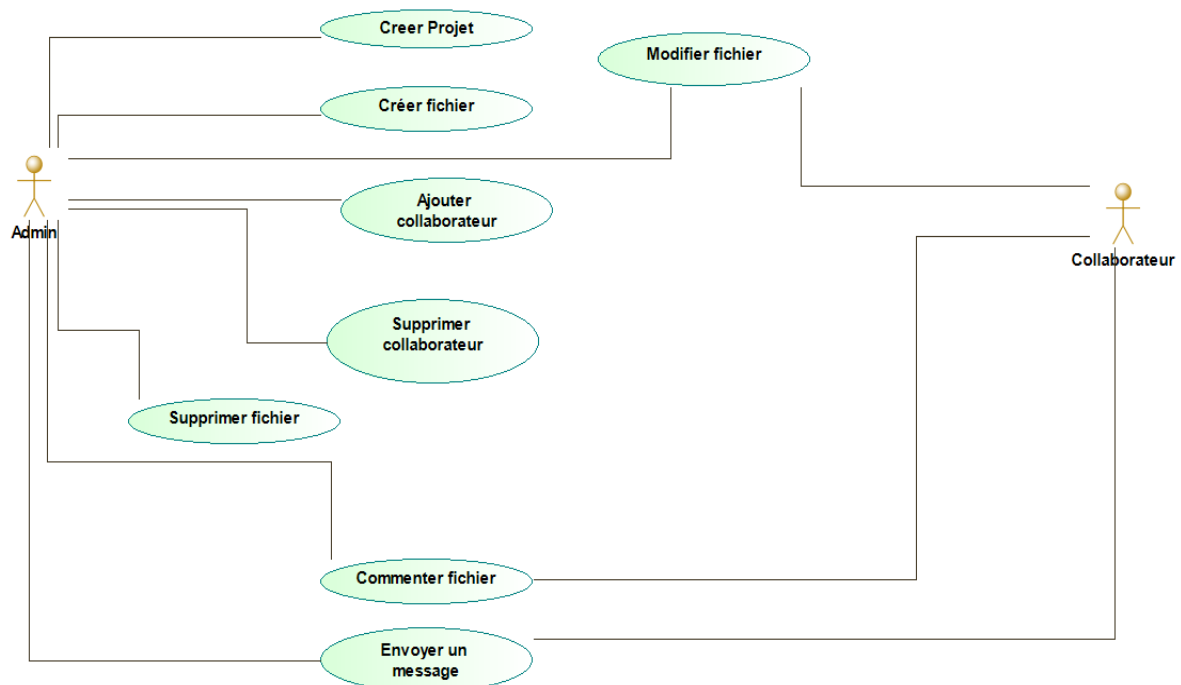 Creer Projet
Modifier fichier
Créer fichier
Ajouter
collaborateur
Admin
Collaborateur
Supprimer
collaborateur
Supprimer fichier
Commenter fichier
Envoyer un
message